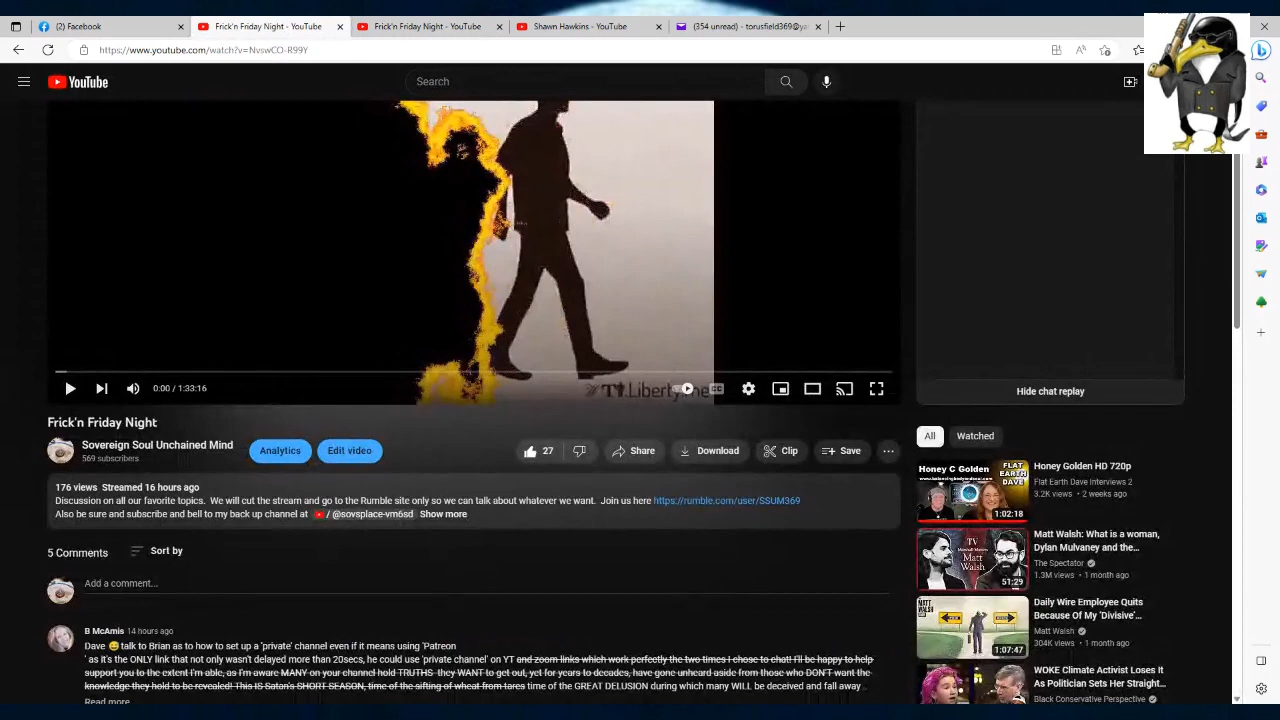 (2) Facebook
Frick'n Friday Night - YouTube
Frick'n Friday Night - YouTube
Shawn Hawkins - YouTube
(354 unread) - torusfield369@ya
https://www.youtube.com/watch?v=NvswCO-R99Y
YouTube
Search
TY.Liberty.me
0:00 / 1:33:16
CC
Hide chat replay
Frick'n Friday Night
Sovereign Soul Unchained Mind
569 subscribers
Analytics
Edit video
27
Share
Download
Clip
Save
All
Watched
176 views Streamed 16 hours ago
Discussion on all our favorite topics. We will cut the stream and go to the Rumble site only so we can talk about whatever we want. Join us here https://rumble.com/user/SSUM369
Also be sure and subscribe and bell to my back up channel at / @sovsplace-vm6sd Show more
5 Comments
Sort by
Add a comment...
B McAmis 14 hours ago
Dave 😅talk to Brian as to how to set up a 'private' channel even if it means using 'Patreon
' as it's the ONLY link that not only wasn't delayed more than 20secs, he could use 'private channel' on YT and zoom links which work perfectly the two times I chose to chat! I'll be happy to help
support you to the extent I'm able, as I'm aware MANY on your channel hold TRUTHS they WANT to get out, yet for years to decades, have gone unheard aside from those who DON'T want the
knowledge they hold to be revealed! This IS Satan's SHORT SEASON, time of the sifting of wheat from tares time of the GREAT DELUSION during which many WILL be deceived and fall away
Read more
HONEY C GOLDEN
FLAT EARTH DAVE
1:02:18
Honey Golden HD 720p
Flat Earth Dave Interviews 2
3.2K views • 2 weeks ago
TV
MATT WALSH
51:29
Matt Walsh: What is a woman,
Dylan Mulvaney and the...
The Spectator
1.3M views • 1 month ago
MATT WALSH
1:07:47
Daily Wire Employee Quits
Because Of My 'Divisive'...
Matt Walsh
304K views • 1 month ago
WOKE Climate Activist Loses It
As Politician Sets Her Straight...
Black Conservative Perspective